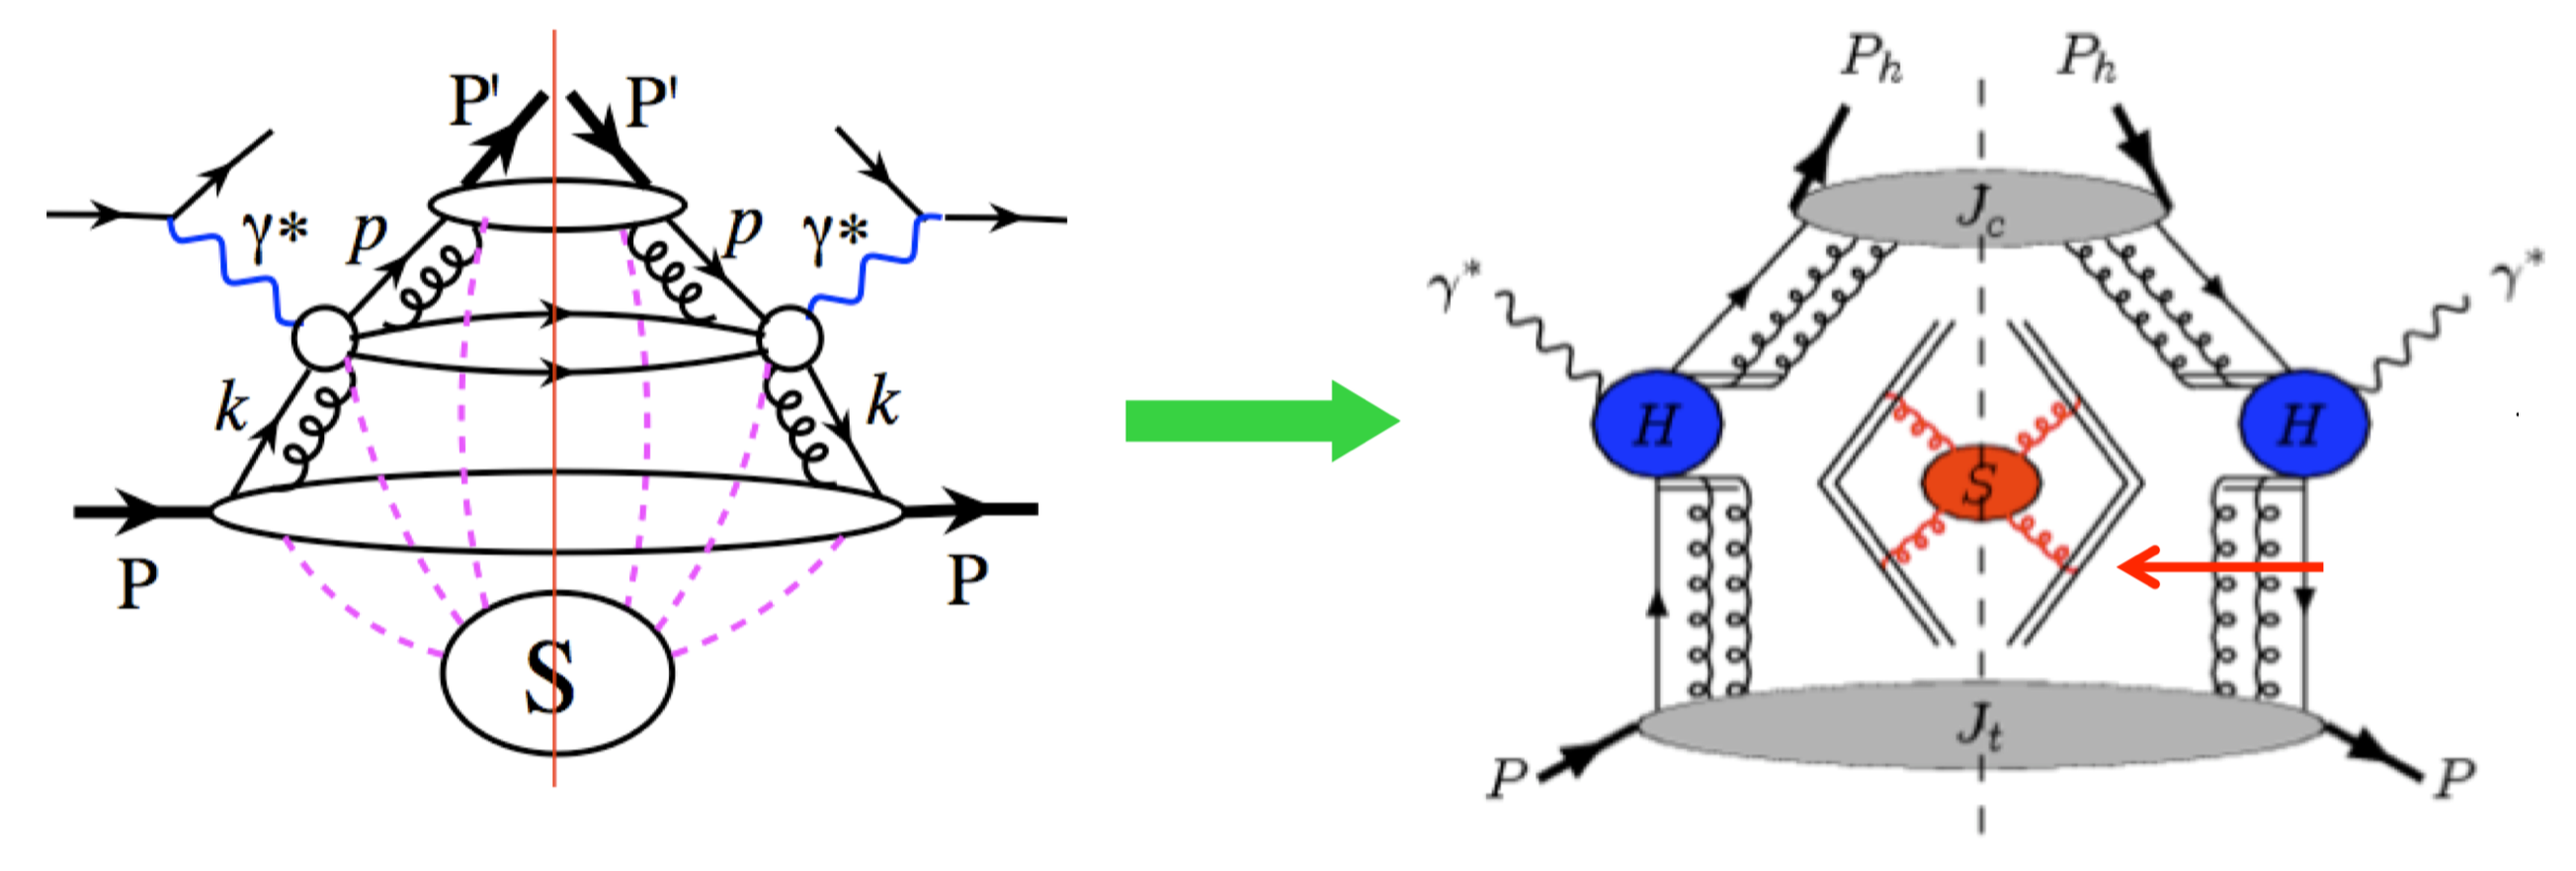 P' P'
γ* p p γ*
k k
P P
S
P_h P_h
J_c
γ* γ*
H S H
J_t
P P